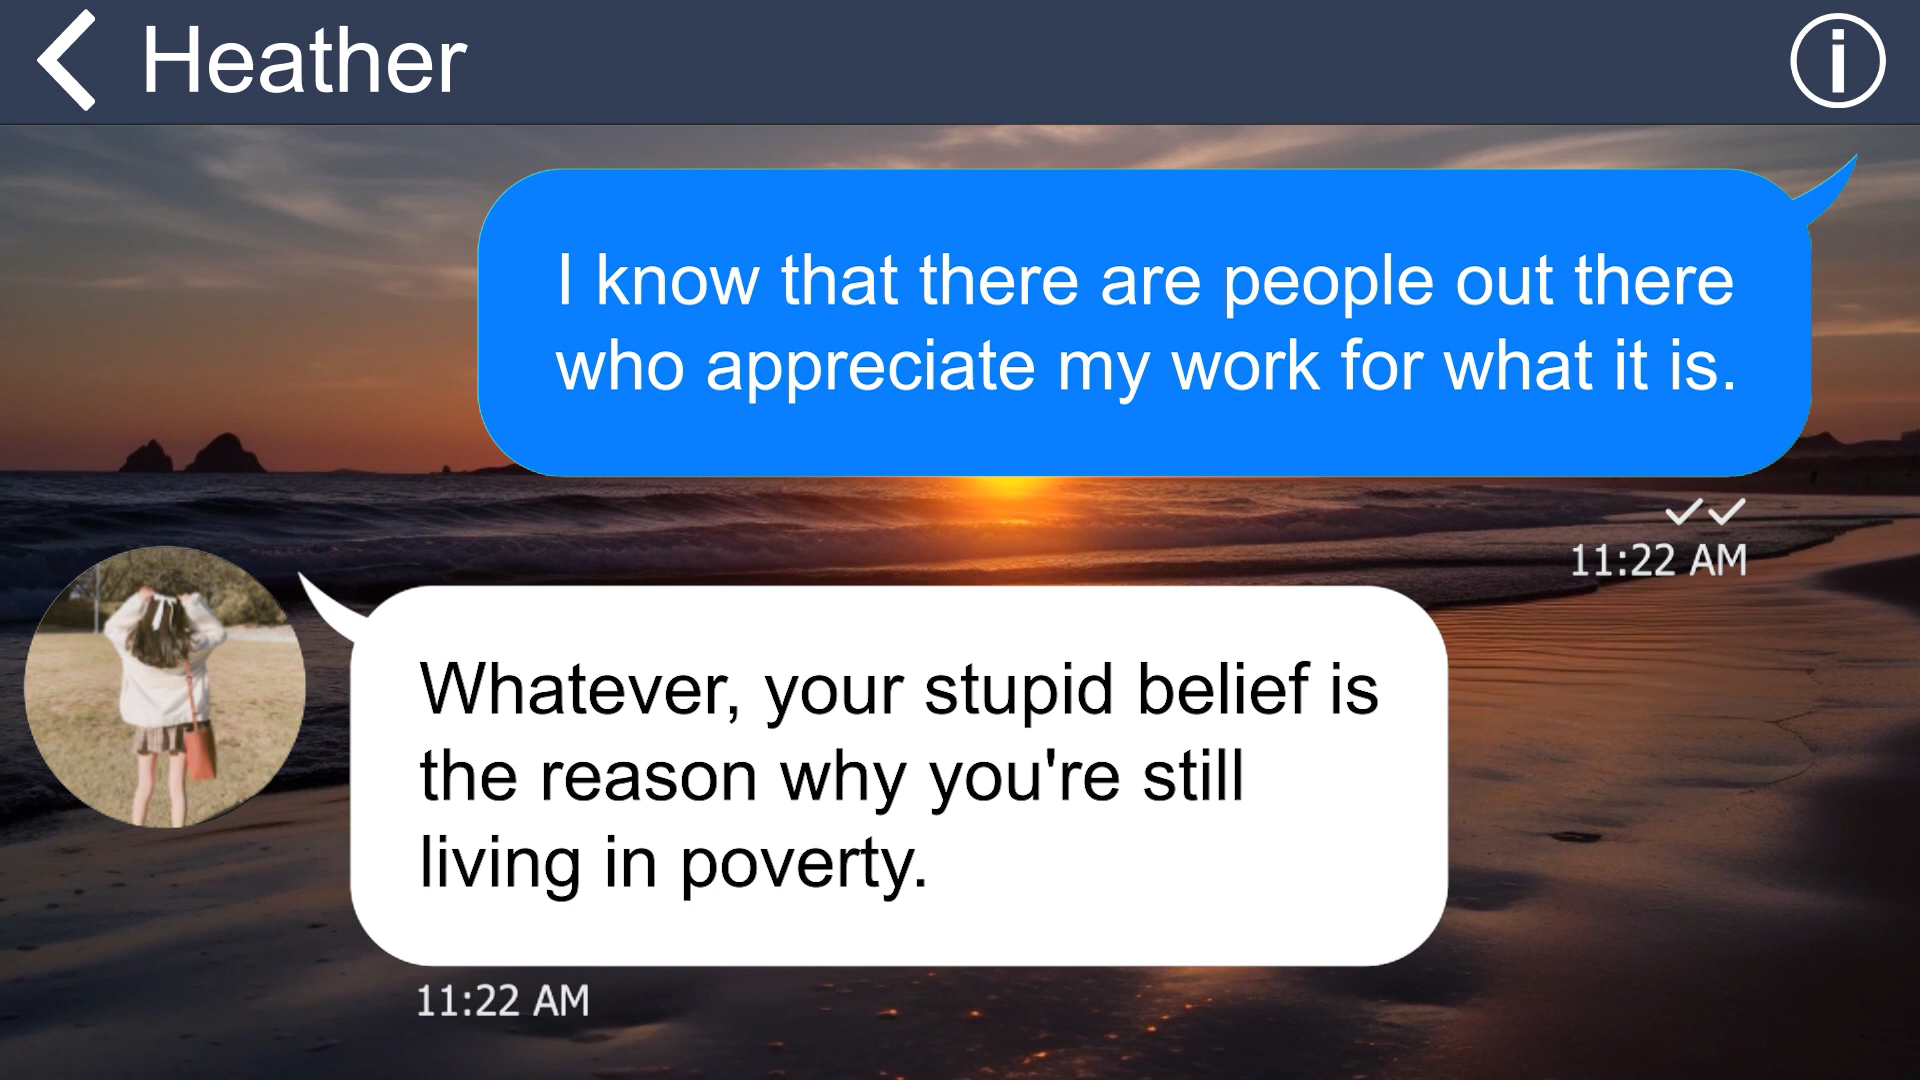 Heather
I know that there are people out there
who appreciate my work for what it is.
11:22 AM
Whatever, your stupid belief is
the reason why you're still
living in poverty.
11:22 AM